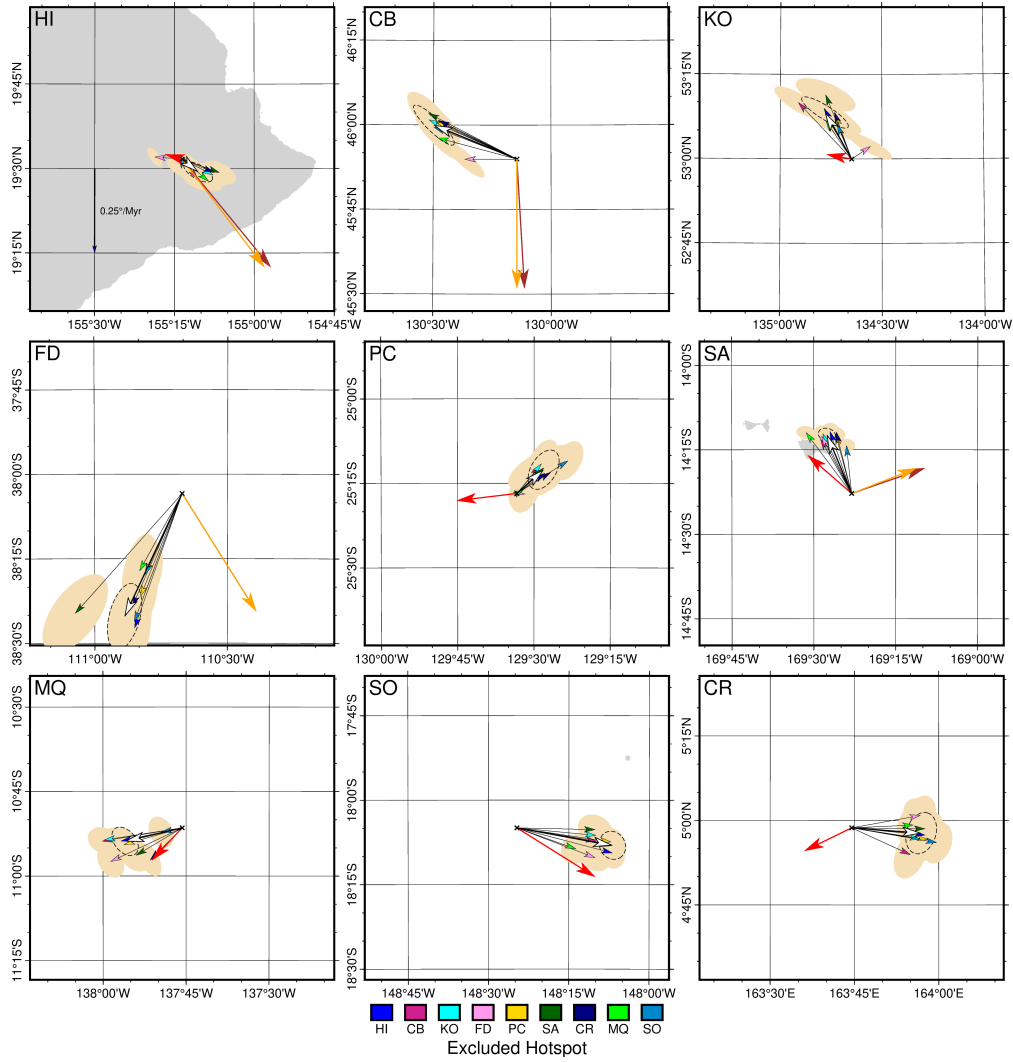 HI
19°45'N
19°30'N
19°15'N
0.25°/Myr
155°30'W 155°15'W 155°00'W 154°45'W
CB
46°15'N
46°00'N
45°45'N
45°30'N
130°30'W 130°00'W
KO
53°15'N
53°00'N
52°45'N
135°00'W 134°30'W 134°00'W
FD
37°45'S
38°00'S
38°15'S
38°30'S
111°00'W 110°30'W
PC
25°00'S
25°15'S
25°30'S
130°00'W 129°45'W 129°30'W 129°15'W
SA
14°00'S
14°15'S
14°30'S
14°45'S
169°45'W 169°30'W 169°15'W 169°00'W
MQ
10°30'S
10°45'S
11°00'S
11°15'S
138°00'W 137°45'W 137°30'W
SO
17°45'S
18°00'S
18°15'S
18°30'S
148°45'W 148°30'W 148°15'W 148°00'W
CR
5°15'N
5°00'N
4°45'N
163°30'E 163°45'E 164°00'E
HI CB KO FD PC SA CR MQ SO
Excluded Hotspot